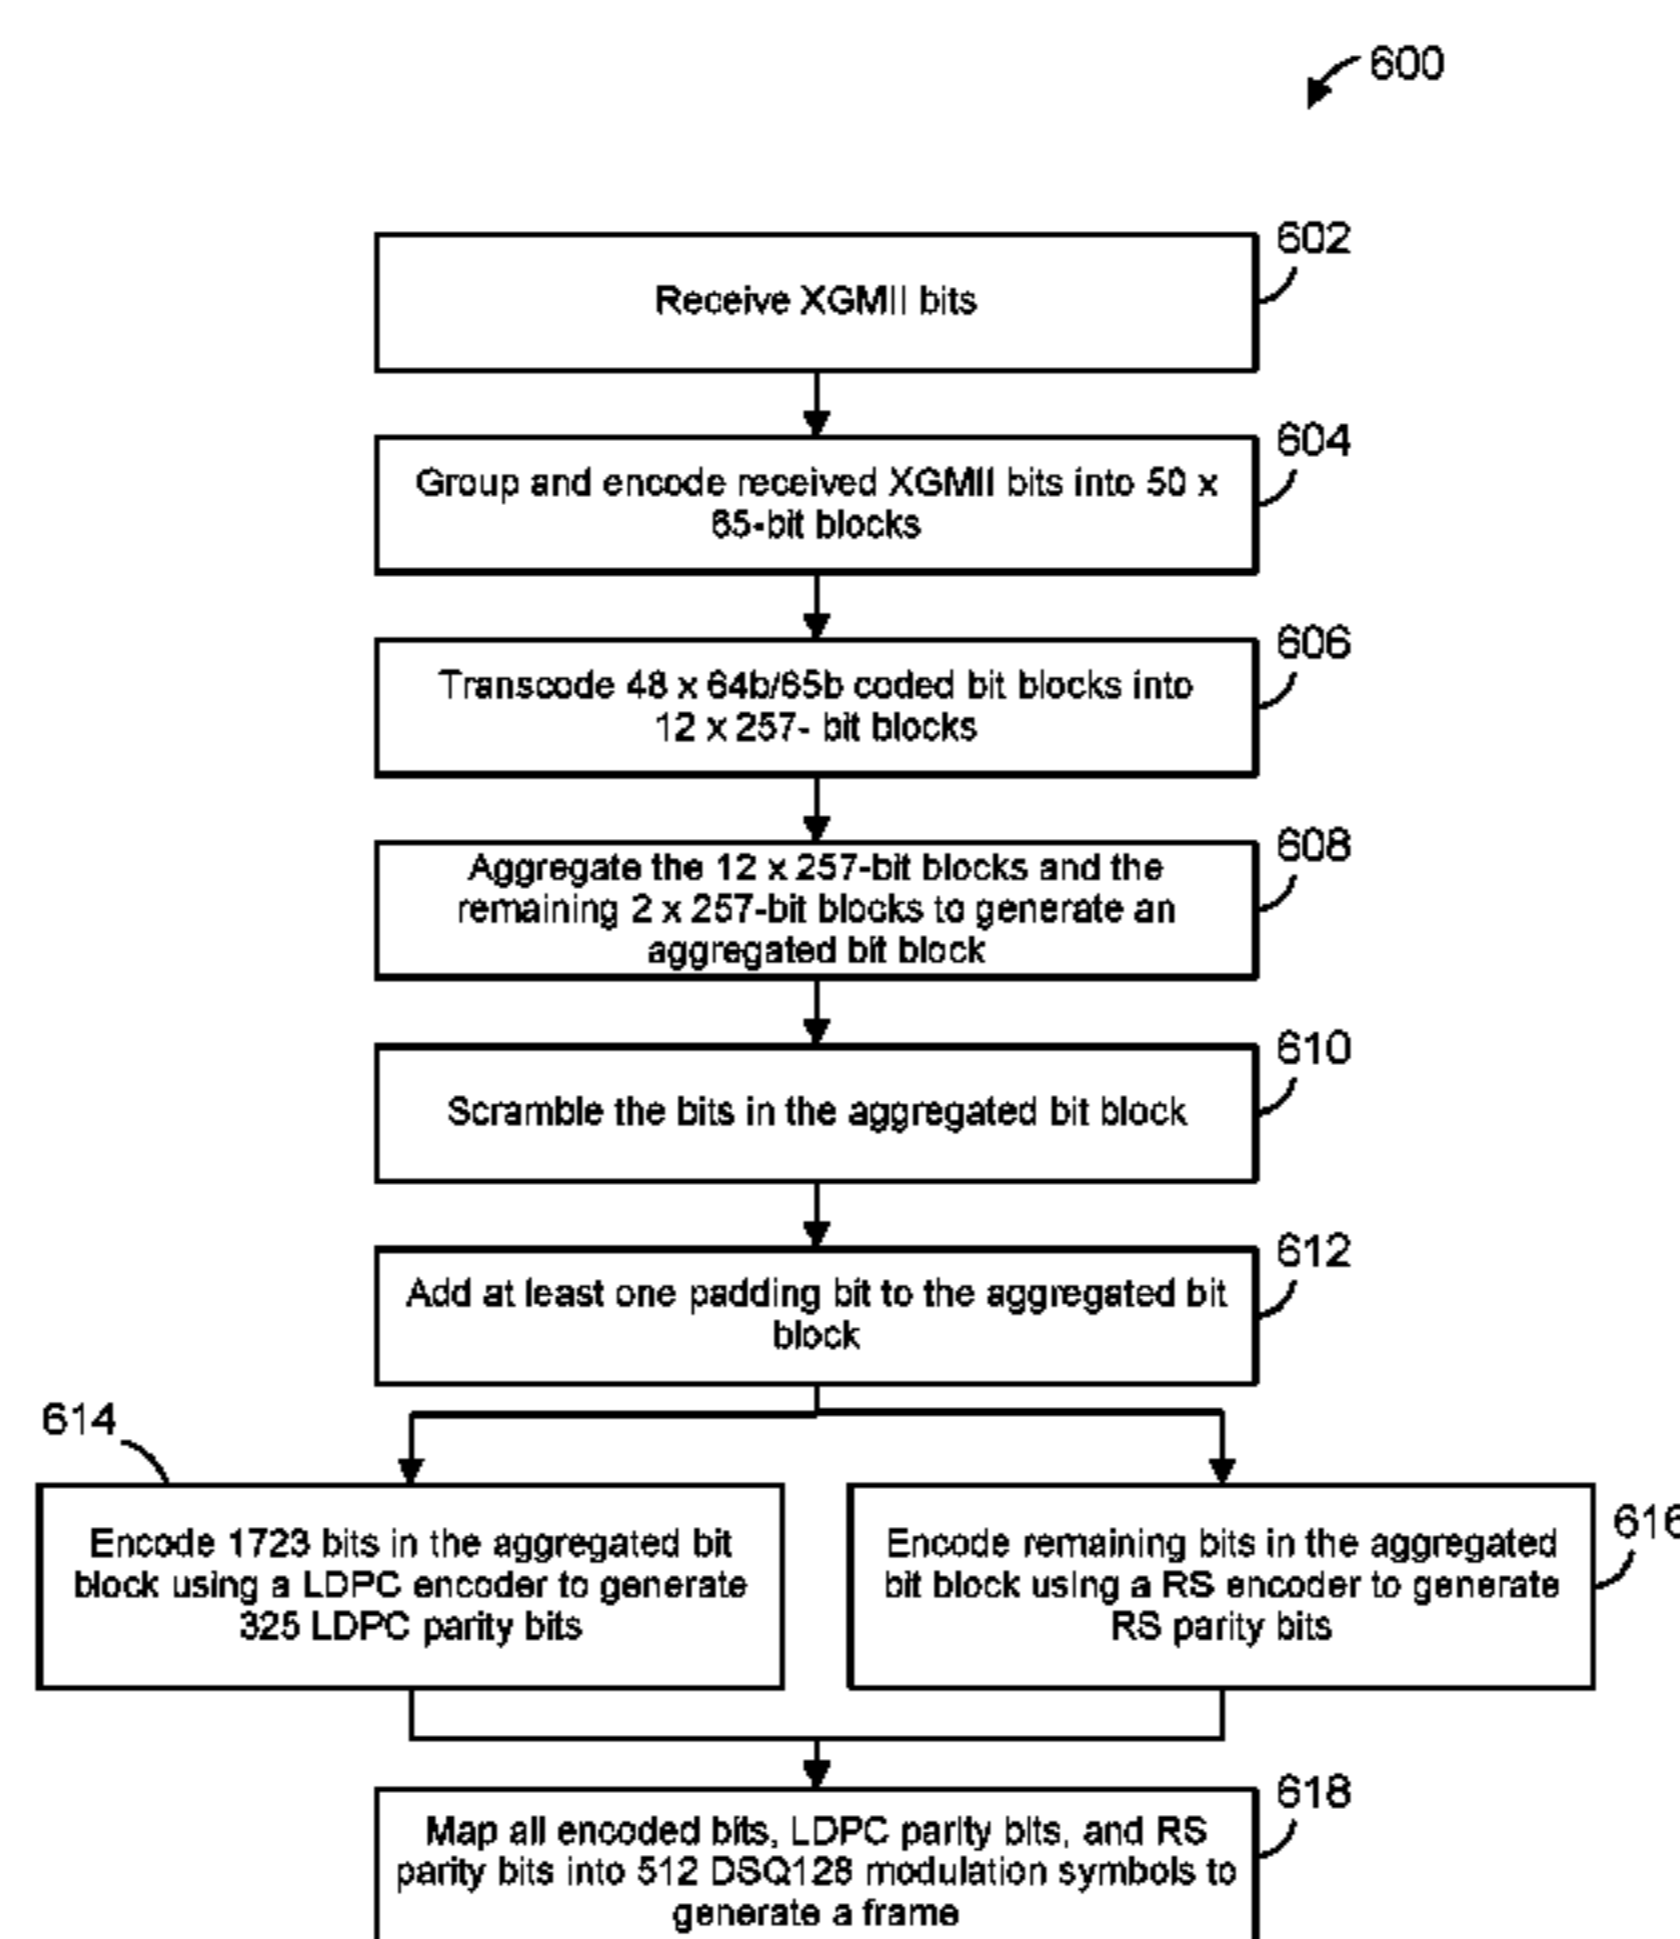 600
602
Receive XGMII bits
604
Group and encode received XGMII bits into 50 x
65-bit blocks
606
Transcode 48 x 64b/65b coded bit blocks into
12 x 257- bit blocks
608
Aggregate the 12 x 257-bit blocks and the
remaining 2 x 257-bit blocks to generate an
aggregated bit block
610
Scramble the bits in the aggregated bit block
612
Add at least one padding bit to the aggregated bit
block
614
Encode 1723 bits in the aggregated bit
block using a LDPC encoder to generate
325 LDPC parity bits
616
Encode remaining bits in the aggregated
bit block using a RS encoder to generate
RS parity bits
618
Map all encoded bits, LDPC parity bits, and RS
parity bits into 512 DSQ128 modulation symbols to
generate a frame